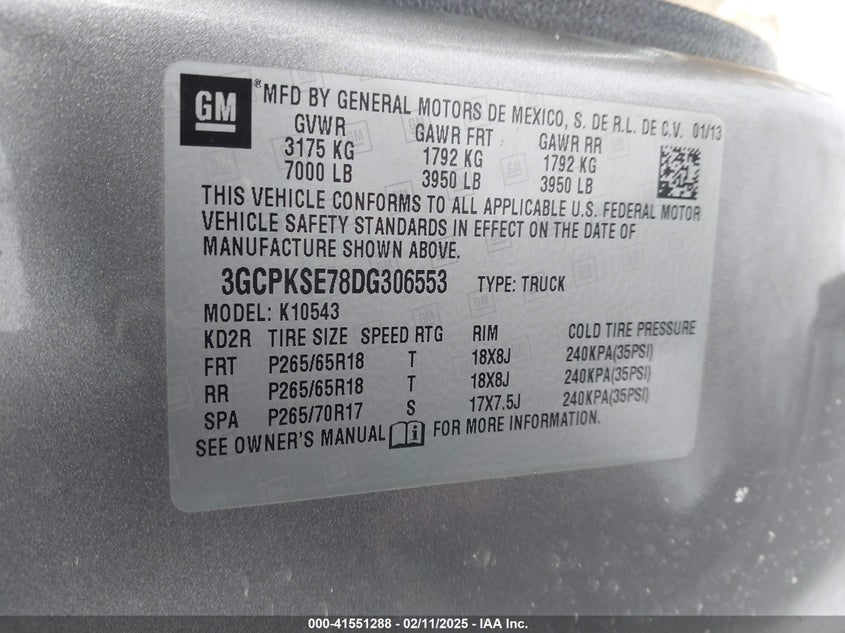 GM ® MFD BY GENERAL MOTORS DE MEXICO, S. DE R.L. DE C.V. 01/13
GVWR GAWR FRT GAWR RR
3175 KG 1792 KG 1792 KG
7000 LB 3950 LB 3950 LB
THIS VEHICLE CONFORMS TO ALL APPLICABLE U.S. FEDERAL MOTOR
VEHICLE SAFETY STANDARDS IN EFFECT ON THE DATE OF
MANUFACTURE SHOWN ABOVE.
3GCPKSE78DG306553 TYPE: TRUCK
MODEL: K10543
KD2R TIRE SIZE SPEED RTG RIM COLD TIRE PRESSURE
FRT P265/65R18 T 18X8J 240KPA(35PSI)
RR P265/65R18 T 18X8J 240KPA(35PSI)
SPA P265/70R17 S 17X7.5J 240KPA(35PSI)
SEE OWNER'S MANUAL FOR MORE INFORMATION.
000-41551288 — 02/11/2025 — IAA Inc.